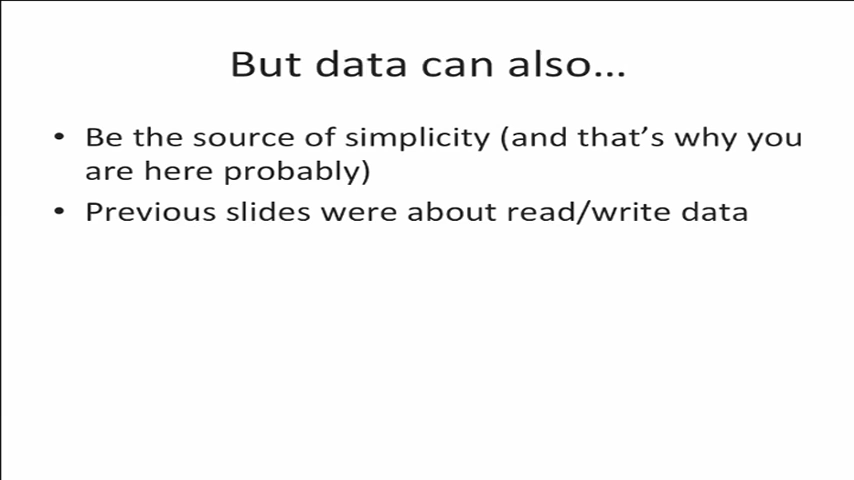 But data can also...
• Be the source of simplicity (and that's why you
are here probably)
• Previous slides were about read/write data